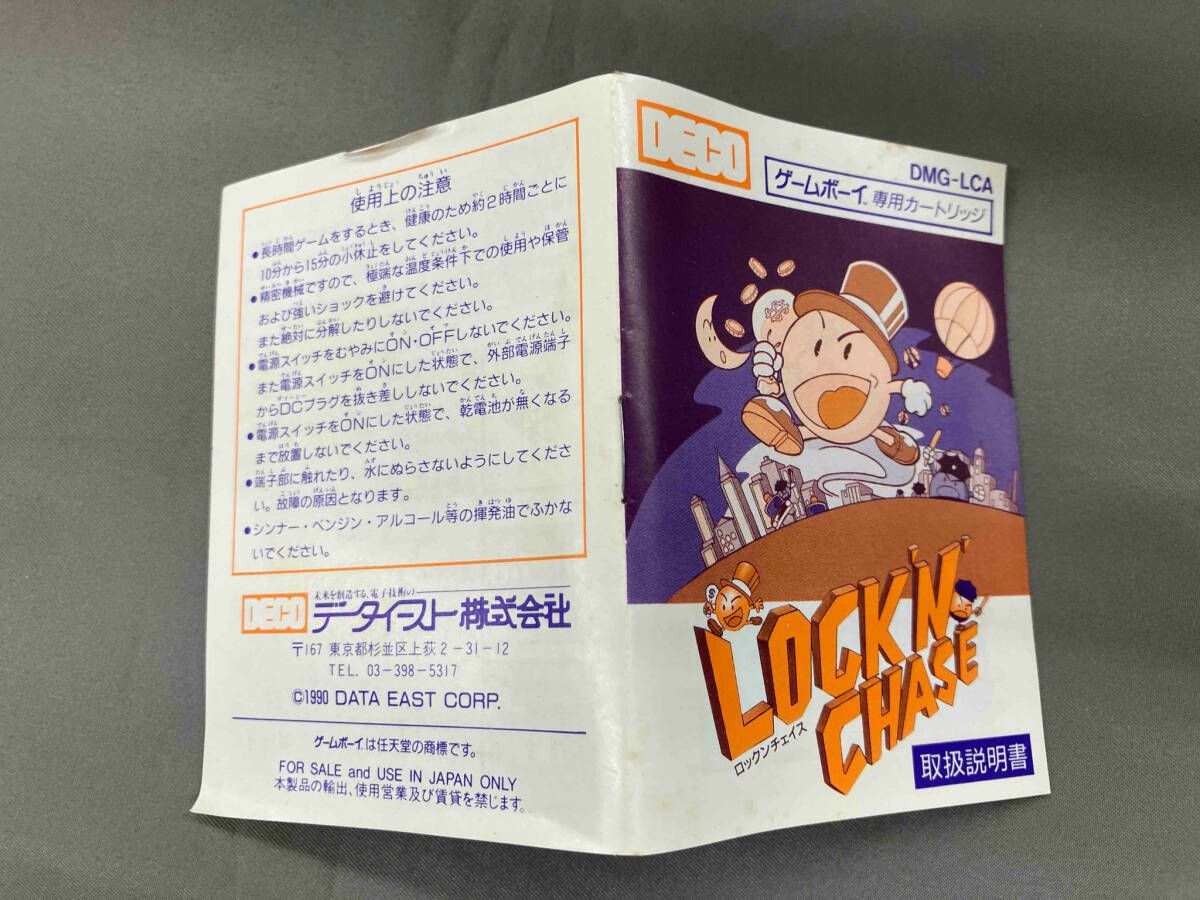 使用上の注意
●長時間ゲームをするとき、健康のため約2時間ごとに
10分から15分の小休止をしてください。
●精密機械ですので、極端な温度条件下での使用や保管
および強いショックを避けてください。
また絶対に分解したりしないでください。
●電源スイッチをむやみにON・OFFしないでください。
また電源スイッチをONにした状態で、外部電源端子
からDCプラグを抜き差ししないでください。
●電源スイッチをONにした状態で、乾電池が無くなる
まで放置しないでください。
●端子部に触れたり、水にぬらさないようにしてくださ
い。故障の原因となります。
●シンナー・ベンジン・アルコール等の揮発油でふかな
いでください。
未来を創造する、電子技術の
DECO データイースト株式会社
〒167 東京都杉並区上荻2-31-12
TEL. 03-398-5317
©1990 DATA EAST CORP.
ゲームボーイは任天堂の商標です。
FOR SALE and USE IN JAPAN ONLY
本製品の輸出、使用営業及び賃貸を禁じます。
DECO
DMG-LCA
ゲームボーイ™専用カートリッジ
LOCK'N'
CHASE
ロックンチェイス
取扱説明書